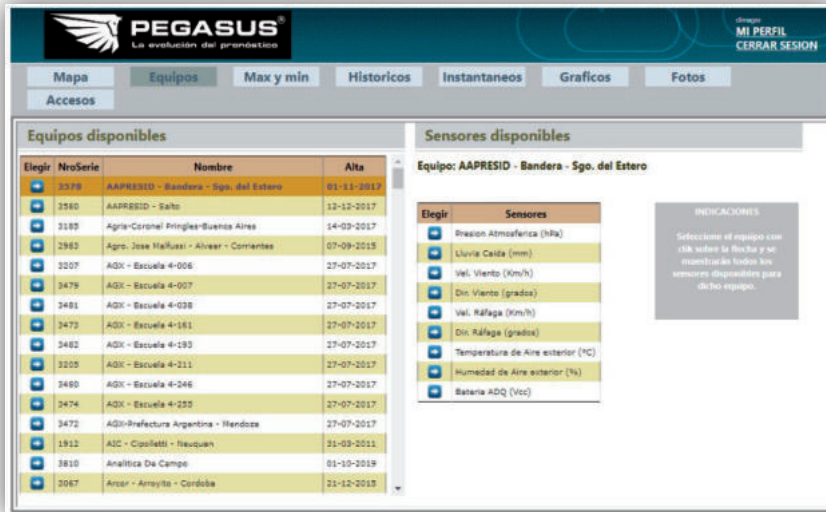 PEGASUS®
La evolución del pronóstico
MI PERFIL
CERRAR SESION
Mapa
Equipos
Max y min
Historicos
Instantaneos
Graficos
Fotos
Accesos
Equipos disponibles
Elegir NroSerie Nombre Alta
3578 AAPRESID - Bandera - Sgo. del Estero 01-11-2017
3580 AAPRESID - Salto 12-12-2017
3185 Agris-Coronel Pringles-Buenos Aires 14-03-2017
2983 Agro. Jose Malfussi - Alvear - Corrientes 07-09-2015
3207 AGX - Escuela 4-006 27-07-2017
3479 AGX - Escuela 4-007 27-07-2017
3481 AGX - Escuela 4-038 27-07-2017
3473 AGX - Escuela 4-161 27-07-2017
3482 AGX - Escuela 4-193 27-07-2017
3205 AGX - Escuela 4-211 27-07-2017
3480 AGX - Escuela 4-246 27-07-2017
3474 AGX - Escuela 4-255 27-07-2017
3472 AGX-Prefectura Argentina - Mendoza 27-07-2017
1912 AIC - Cipolletti - Neuquen 31-03-2011
3810 Analitica De Campo 01-10-2019
3067 Arcor - Arroyito - Cordoba 21-12-2015
Sensores disponibles
Equipo: AAPRESID - Bandera - Sgo. del Estero
Elegir Sensores
Presion Atmosferica (hPa)
Lluvia Caida (mm)
Vel. Viento (Km/h)
Dir. Viento (grados)
Vel. Ráfaga (Km/h)
Dir. Ráfaga (grados)
Temperatura de Aire exterior (ºC)
Humedad de Aire exterior (%)
Bateria ADQ (Vcc)
INDICACIONES
Seleccione el equipo con
clik sobre la flecha y se
muestrarán todos los
sensores disponibles para
dicho equipo.